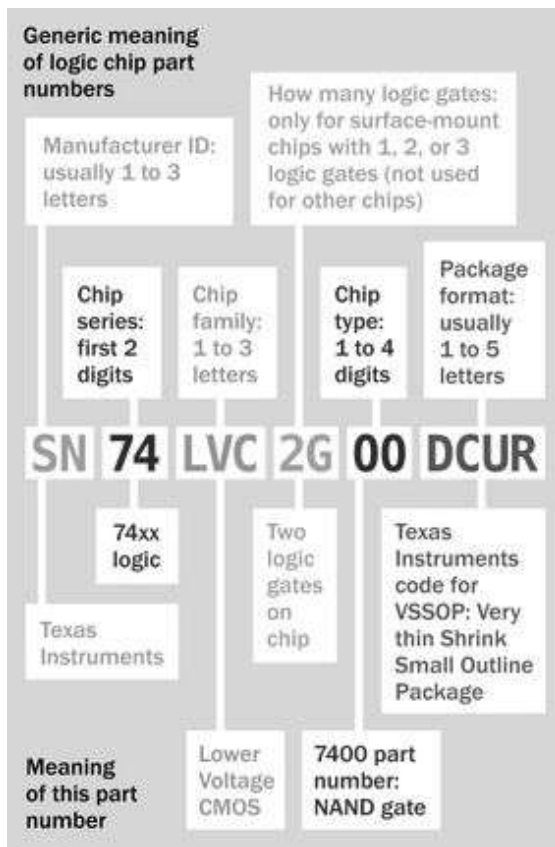 Generic meaning
of logic chip part
numbers
How many logic gates:
only for surface-mount
chips with 1, 2, or 3
logic gates (not used
for other chips)
Manufacturer ID:
usually 1 to 3
letters
Chip
series:
first 2
digits
Chip
family:
1 to 3
letters
Chip
type:
1 to 4
digits
Package
format:
usually
1 to 5
letters
SN 74 LVC 2G 00 DCUR
74xx
logic
Two
logic
gates
on
chip
Texas
Instruments
code for
VSSOP: Very
thin Shrink
Small Outline
Package
Texas
Instruments
Lower
Voltage
CMOS
7400 part
number:
NAND gate
Meaning
of this part
number